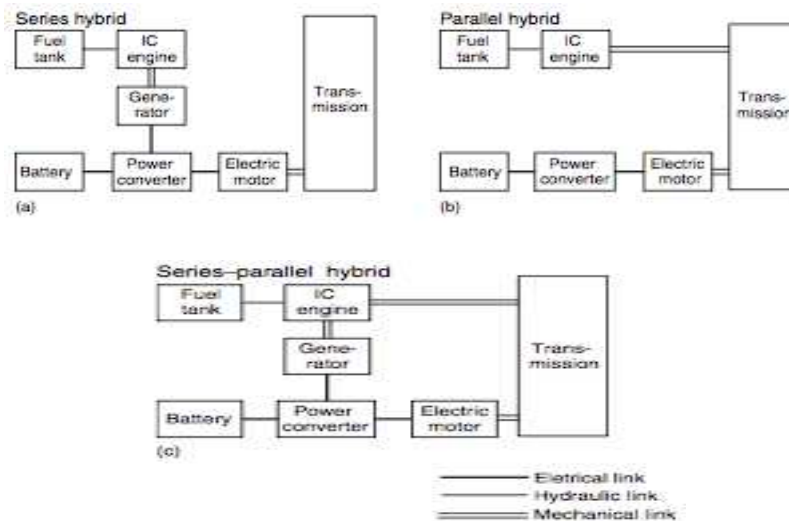 Series hybrid
Fuel
tank
IC
engine
Gene-
rator
Trans-
mission
Battery
Power
converter
Electric
motor
(a)
Parallel hybrid
Fuel
tank
IC
engine
Trans-
mission
Battery
Power
converter
Electric
motor
(b)
Series–parallel hybrid
Fuel
tank
IC
engine
Gene-
rator
Trans-
mission
Battery
Power
converter
Electric
motor
(c)
Eletrical link
Hydraulic link
Mechanical link